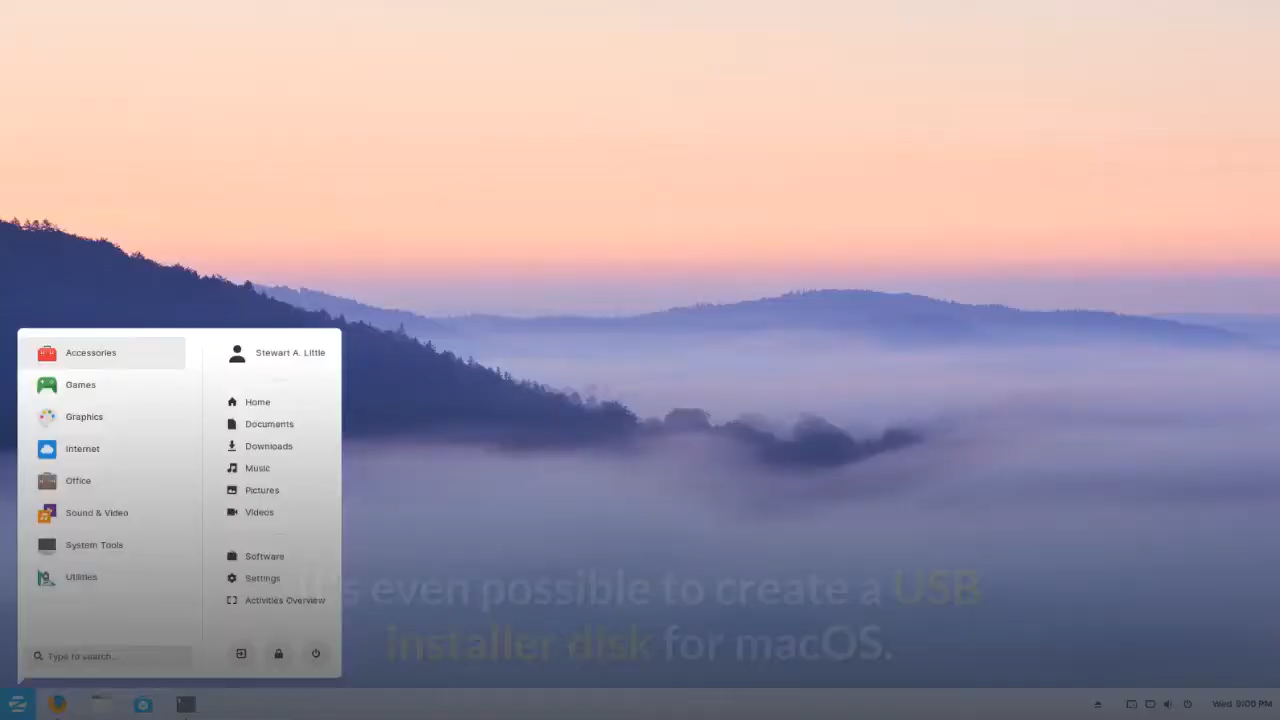 Accessories
Stewart A. Little
Games
Home
Graphics
Documents
Internet
Downloads
Music
Office
Pictures
Sound & Video
Videos
System Tools
Software
Utilities
Settings
Activities Overview
Type to search...
It's even possible to create a USB
installer disk for macOS.
Wed 9:00 PM